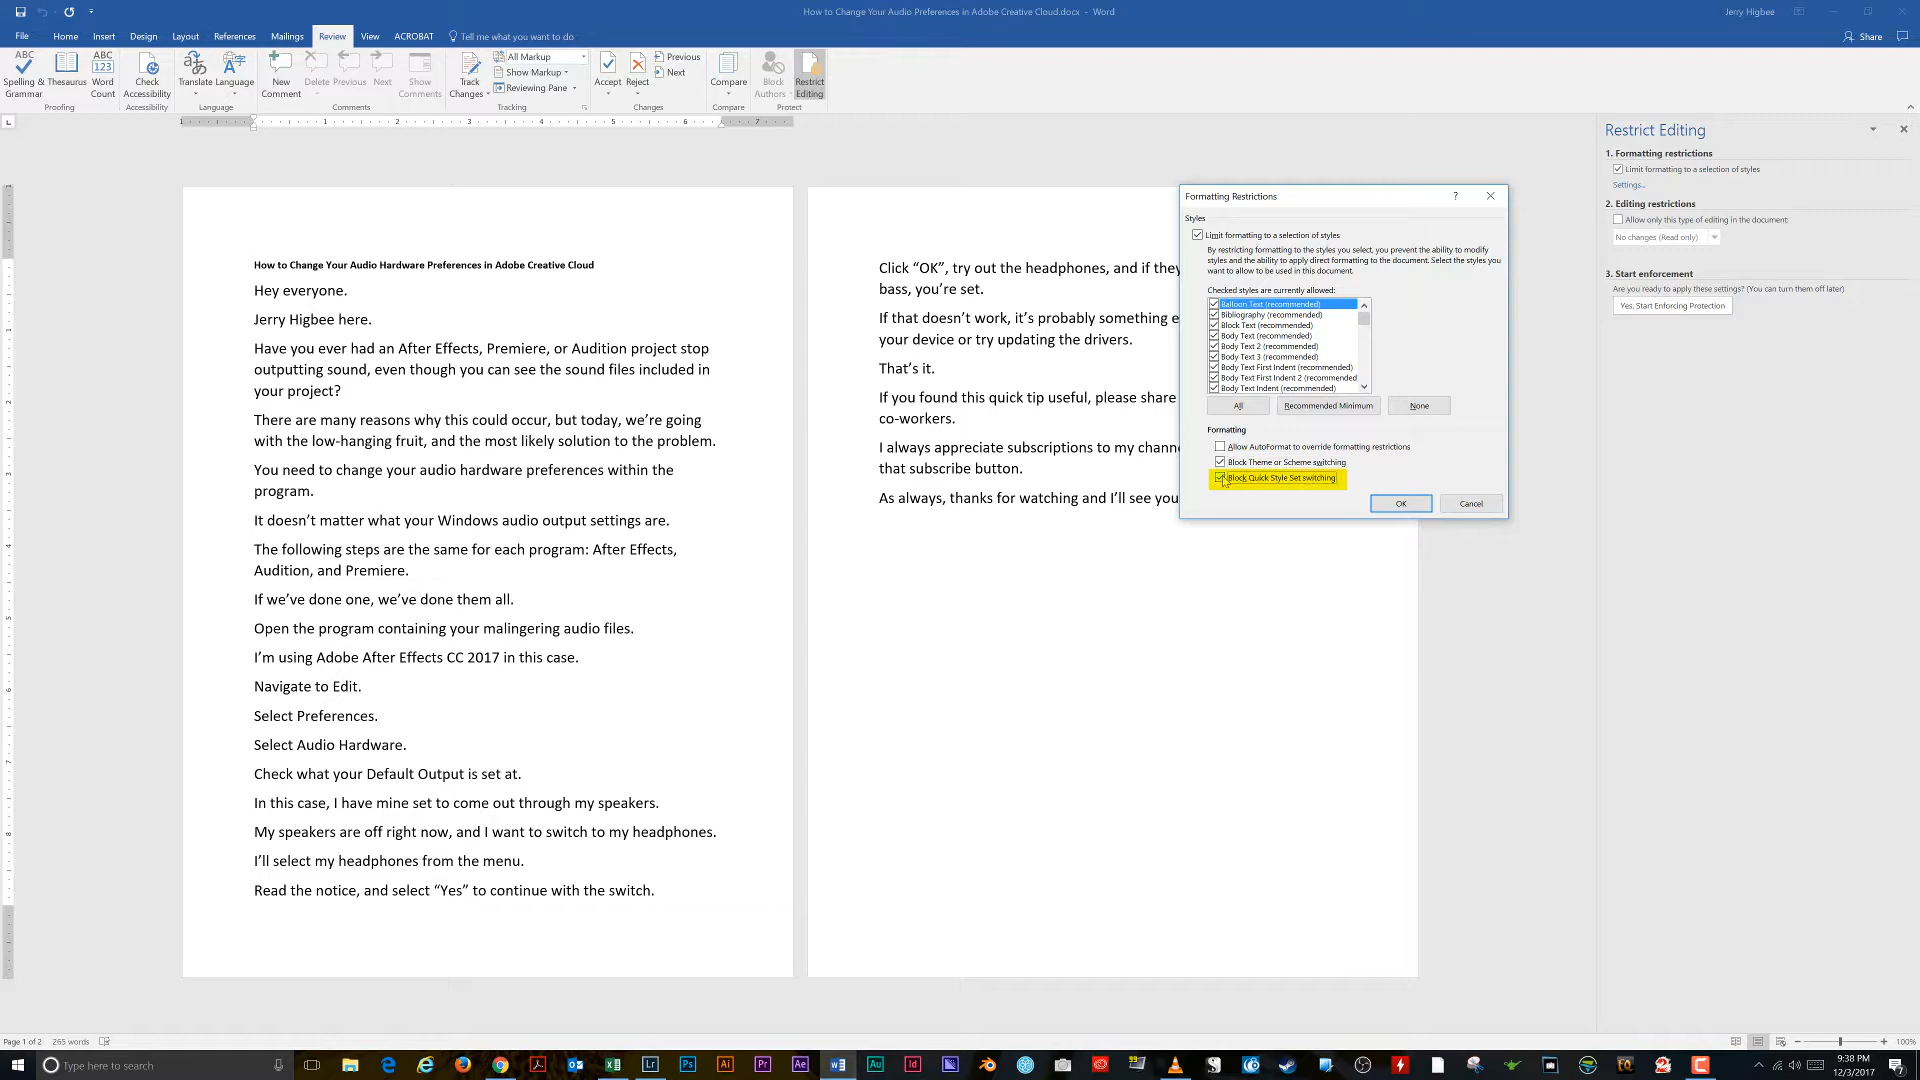 How to Change Your Audio Preferences in Adobe Creative Cloud.docx - Word
Jerry Higbee
File Home Insert Design Layout References Mailings Review View ACROBAT Tell me what you want to do
Share
Spelling & Grammar
Thesaurus
Word Count
Proofing
Check Accessibility
Accessibility
Translate
Language
Language
New Comment
Delete
Previous
Next
Show Comments
Comments
Track Changes
All Markup
Show Markup
Reviewing Pane
Tracking
Accept
Reject
Previous
Next
Changes
Compare
Compare
Block Authors
Restrict Editing
Protect
How to Change Your Audio Hardware Preferences in Adobe Creative Cloud
Hey everyone.
Jerry Higbee here.
Have you ever had an After Effects, Premiere, or Audition project stop
outputting sound, even though you can see the sound files included in
your project?
There are many reasons why this could occur, but today, we’re going
with the low-hanging fruit, and the most likely solution to the problem.
You need to change your audio hardware preferences within the
program.
It doesn’t matter what your Windows audio output settings are.
The following steps are the same for each program: After Effects,
Audition, and Premiere.
If we’ve done one, we’ve done them all.
Open the program containing your malingering audio files.
I’m using Adobe After Effects CC 2017 in this case.
Navigate to Edit.
Select Preferences.
Select Audio Hardware.
Check what your Default Output is set at.
In this case, I have mine set to come out through my speakers.
My speakers are off right now, and I want to switch to my headphones.
I’ll select my headphones from the menu.
Read the notice, and select “Yes” to continue with the switch.
Click “OK”, try out the headphones, and if they
bass, you’re set.
If that doesn’t work, it’s probably something e
your device or try updating the drivers.
That’s it.
If you found this quick tip useful, please share
co-workers.
I always appreciate subscriptions to my channe
that subscribe button.
As always, thanks for watching and I’ll see you
Formatting Restrictions
Styles
Limit formatting to a selection of styles
By restricting formatting to the styles you select, you prevent the ability to modify
styles and the ability to apply direct formatting to the document. Select the styles you
want to allow to be used in this document.
Checked styles are currently allowed:
Balloon Text (recommended)
Bibliography (recommended)
Block Text (recommended)
Body Text (recommended)
Body Text 2 (recommended)
Body Text 3 (recommended)
Body Text First Indent (recommended)
Body Text First Indent 2 (recommended
Body Text Indent (recommended)
All
Recommended Minimum
None
Formatting
Allow AutoFormat to override formatting restrictions
Block Theme or Scheme switching
Block Quick Style Set switching
OK
Cancel
Restrict Editing
1. Formatting restrictions
Limit formatting to a selection of styles
Settings...
2. Editing restrictions
Allow only this type of editing in the document:
No changes (Read only)
3. Start enforcement
Are you ready to apply these settings? (You can turn them off later)
Yes, Start Enforcing Protection
Page 1 of 2 265 words
100%
Type here to search
9:38 PM
12/3/2017